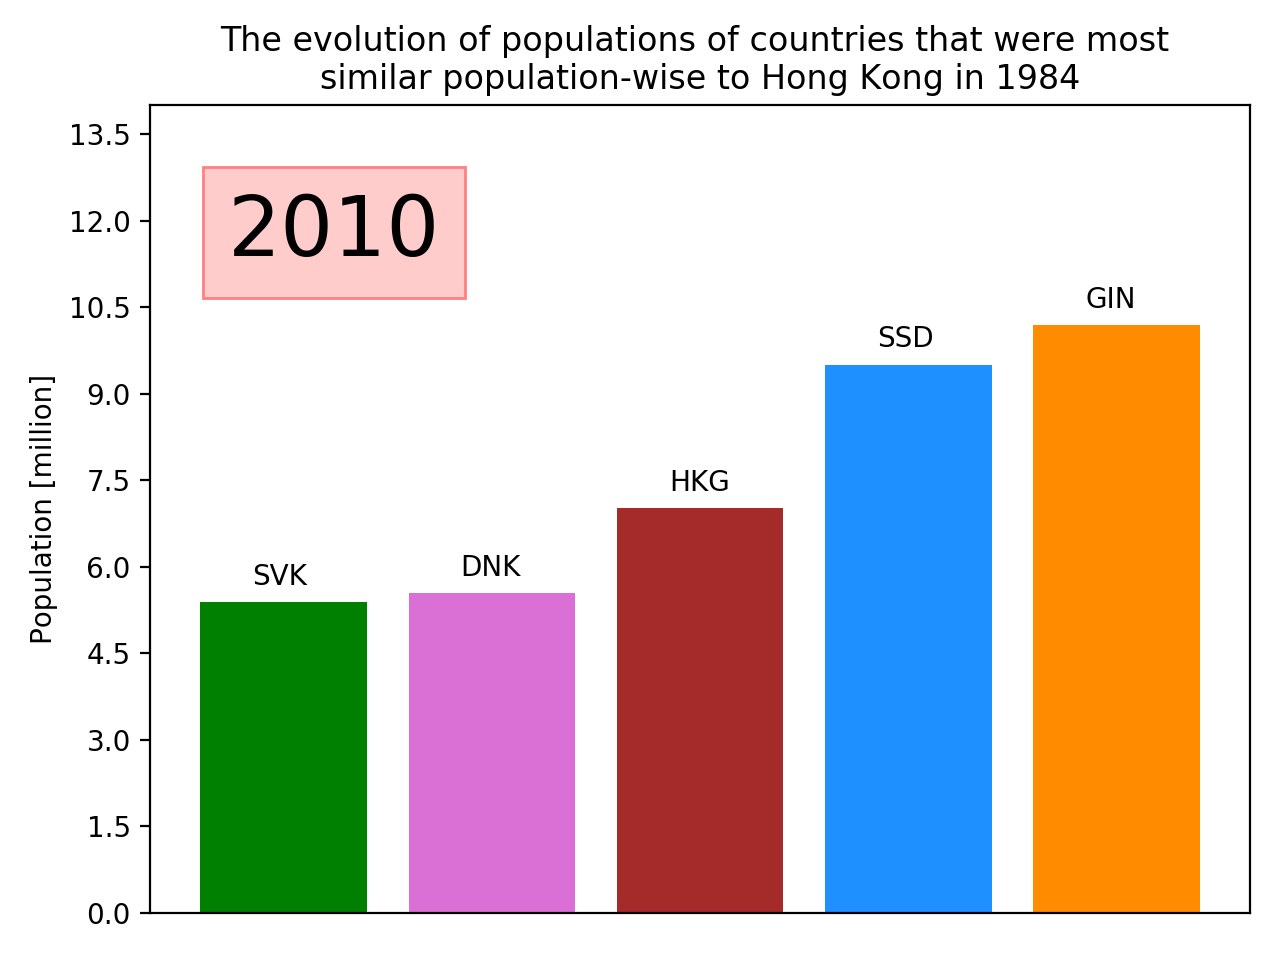 The evolution of populations of countries that were most
similar population-wise to Hong Kong in 1984
13.5
12.0
10.5
9.0
7.5
6.0
4.5
3.0
1.5
0.0
Population [million]
2010
SVK
DNK
HKG
SSD
GIN